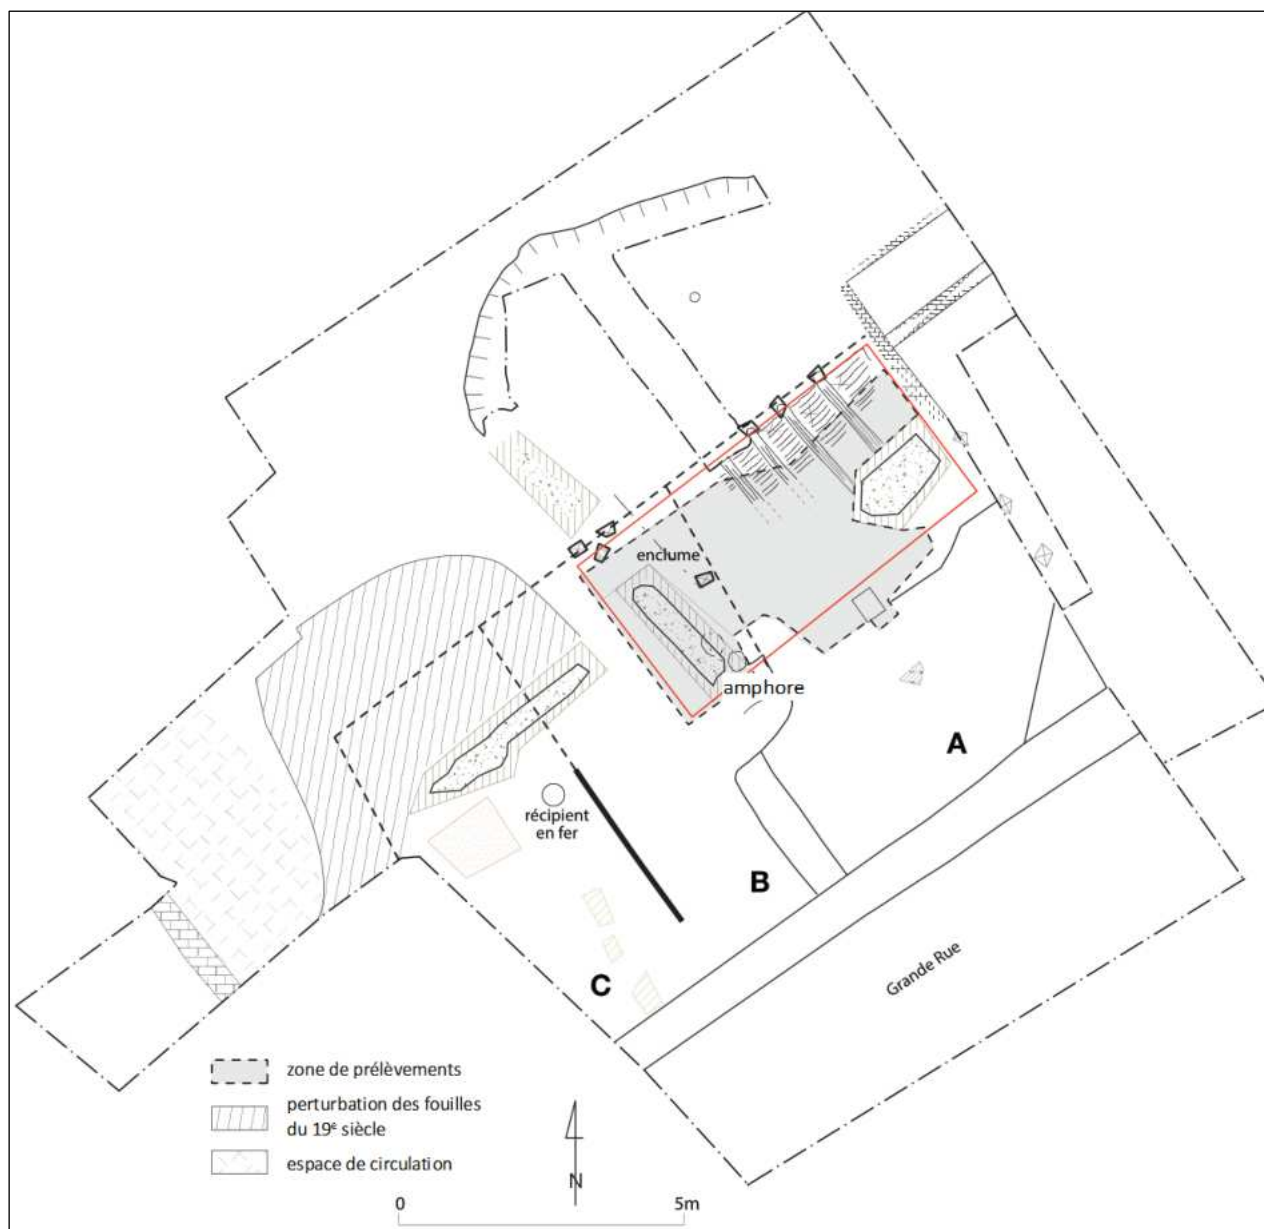 enclume
amphore
A
récipient
en fer
B
C
Grande Rue
zone de prélèvements
perturbation des fouilles
du 19e siècle
espace de circulation
N
0
5m